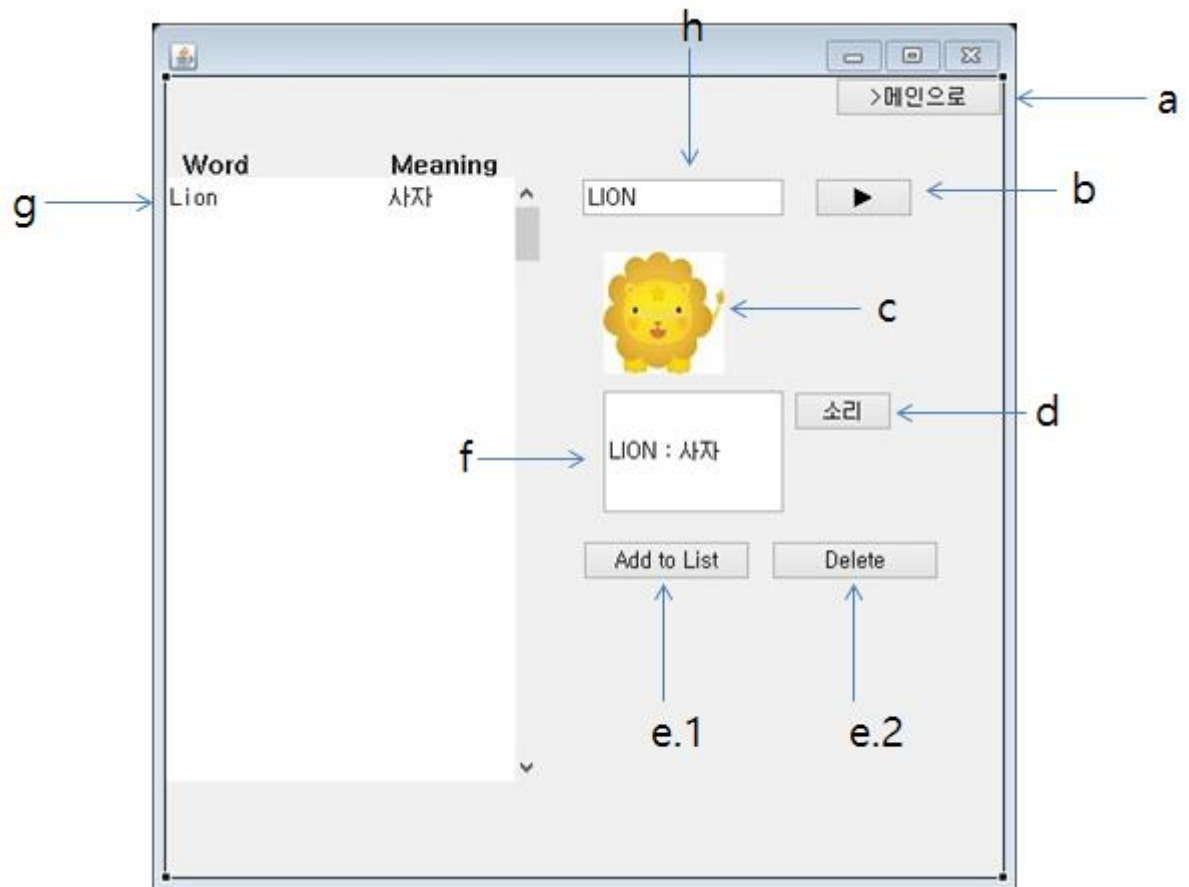 h
>메인으로
a
Word Meaning
Lion 사자
g
LION
▶
b
c
소리
d
LION : 사자
f
Add to List Delete
e.1 e.2